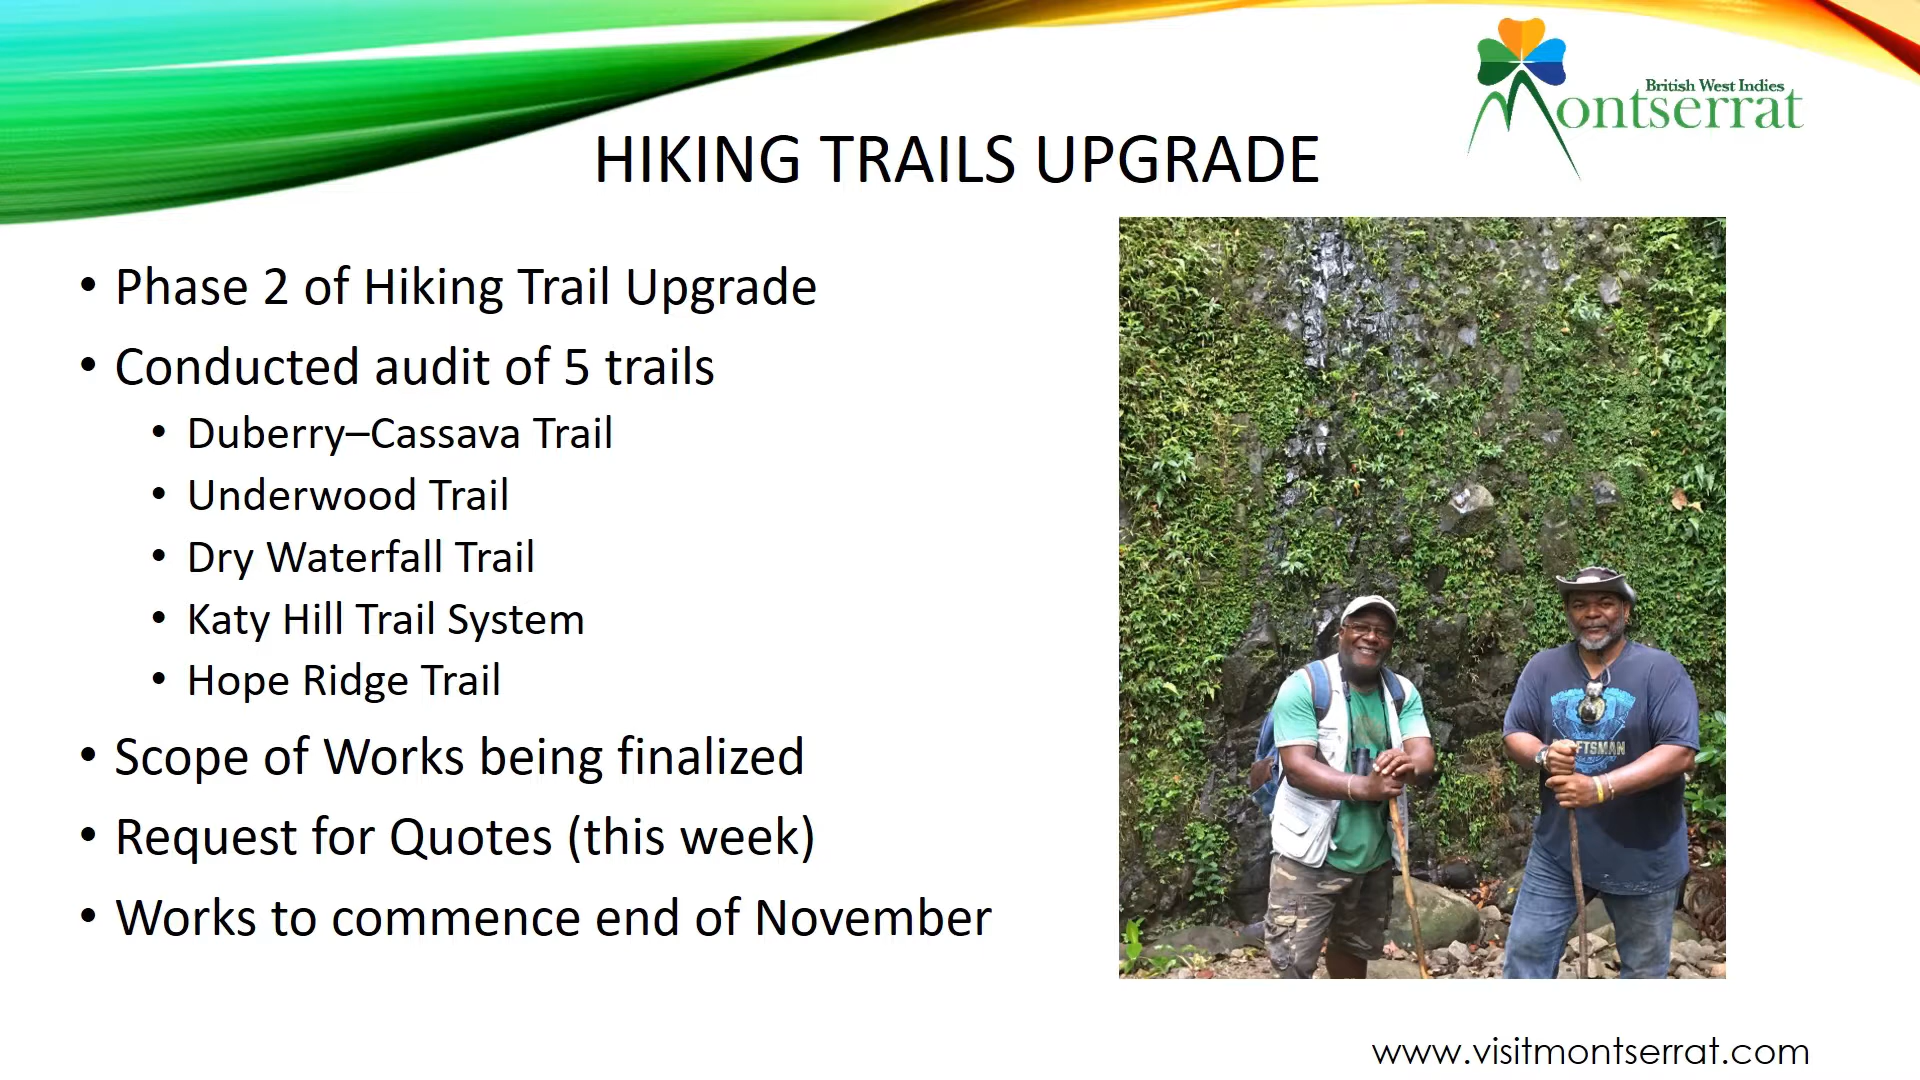 British West Indies
Montserrat
HIKING TRAILS UPGRADE
• Phase 2 of Hiking Trail Upgrade
• Conducted audit of 5 trails
• Duberry–Cassava Trail
• Underwood Trail
• Dry Waterfall Trail
• Katy Hill Trail System
• Hope Ridge Trail
• Scope of Works being finalized
• Request for Quotes (this week)
• Works to commence end of November
www.visitmontserrat.com